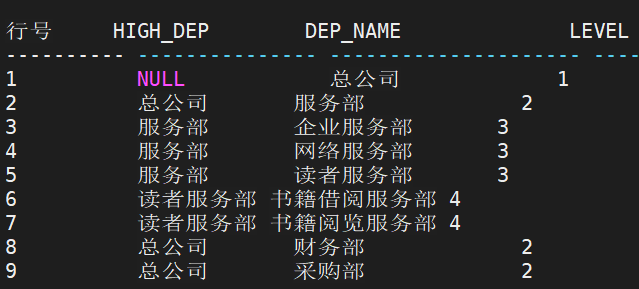 行号 HIGH_DEP DEP_NAME LEVEL
---------- --------------- --------------------- ----
1 NULL 总公司 1
2 总公司 服务部 2
3 服务部 企业服务部 3
4 服务部 网络服务部 3
5 服务部 读者服务部 3
6 读者服务部 书籍借阅服务部 4
7 读者服务部 书籍阅览服务部 4
8 总公司 财务部 2
9 总公司 采购部 2